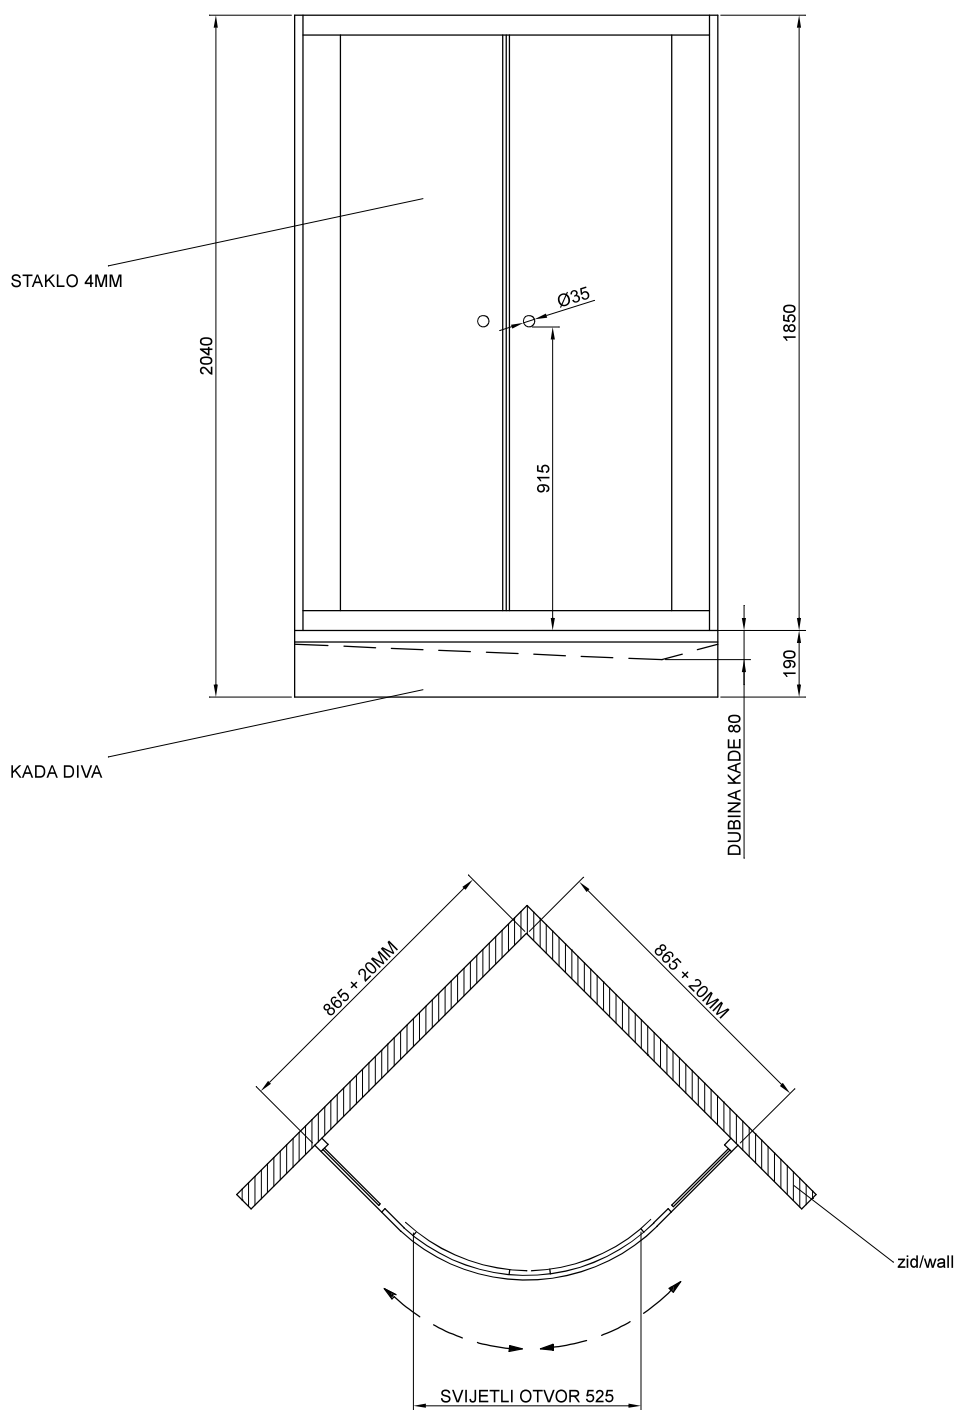 STAKLO 4MM
2040
Ø35
915
1850
190
DUBINA KADE 80
KADA DIVA
865 + 20MM
865 + 20MM
zid/wall
SVIJETLI OTVOR 525